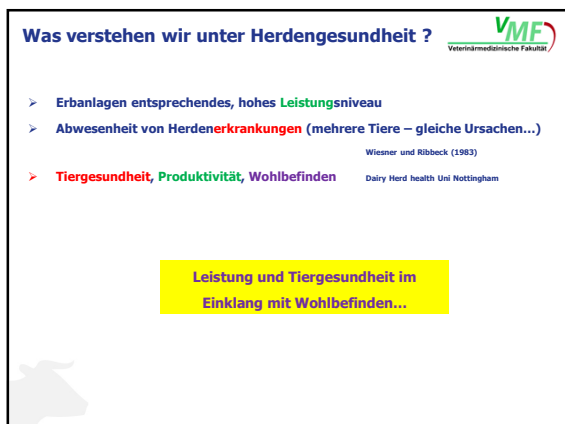 Was verstehen wir unter Herdengesundheit ?
VMF
Veterinärmedizinische Fakultät
➢ Erbanlagen entsprechendes, hohes Leistungsniveau
➢ Abwesenheit von Herdenerkrankungen (mehrere Tiere – gleiche Ursachen…)
Wiesner und Ribbeck (1983)
➢ Tiergesundheit, Produktivität, Wohlbefinden Dairy Herd health Uni Nottingham
Leistung und Tiergesundheit im
Einklang mit Wohlbefinden…